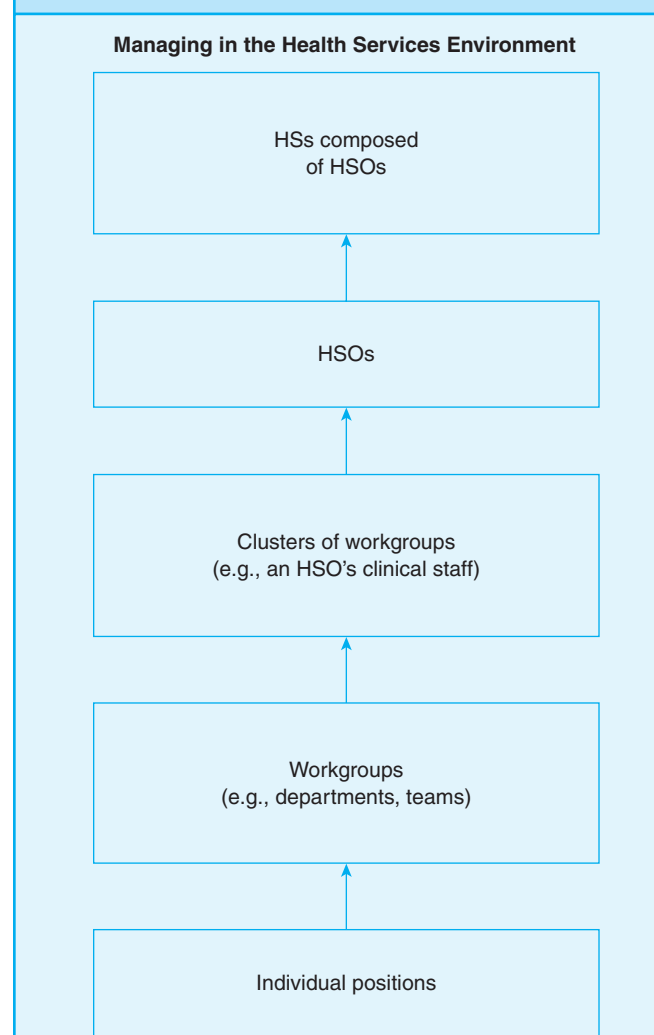 Managing in the Health Services Environment
HSs composed
of HSOs
HSOs
Clusters of workgroups
(e.g., an HSO's clinical staff)
Workgroups
(e.g., departments, teams)
Individual positions